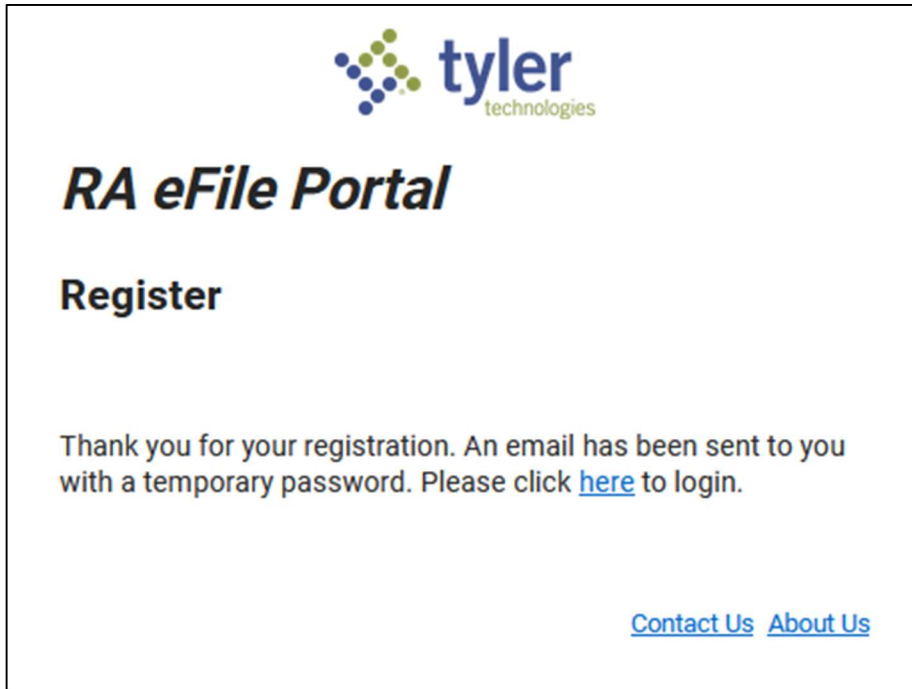 tyler
technologies
RA eFile Portal
Register
Thank you for your registration. An email has been sent to you
with a temporary password. Please click here to login.
Contact Us About Us